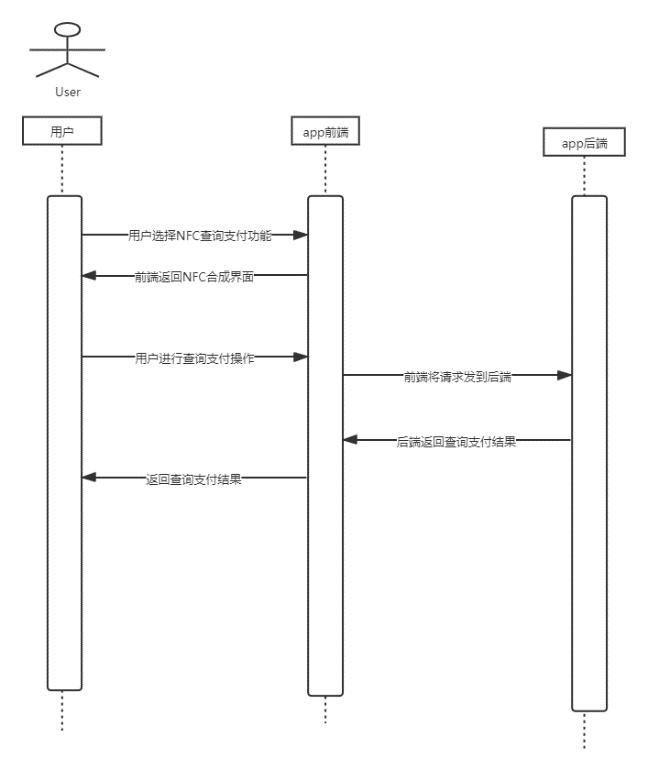 User
用户
app前端
app后端
用户选择NFC查询支付功能
前端返回NFC合成界面
用户进行查询支付操作
前端将请求发到后端
后端返回查询支付结果
返回查询支付结果